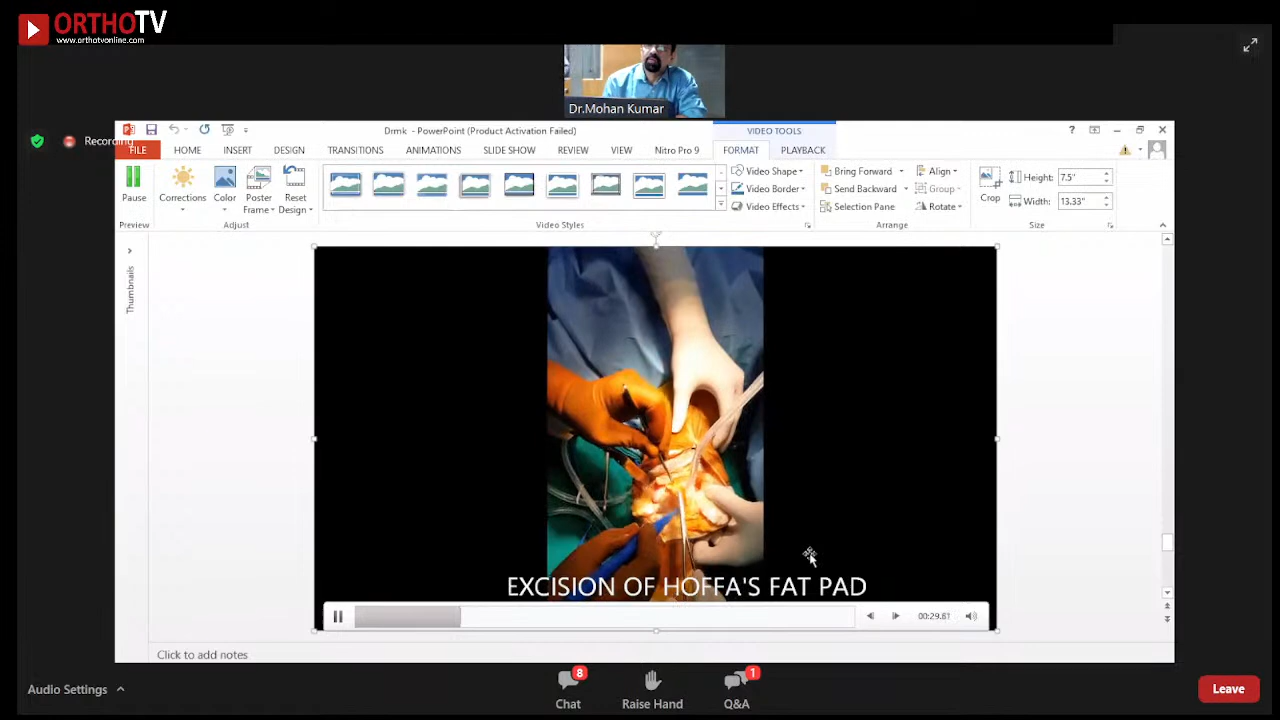 ORTHOTV
www.orthotvonline.com
Dr.Mohan Kumar
Recording
Drmk - PowerPoint (Product Activation Failed)
VIDEO TOOLS
FILE
HOME
INSERT
DESIGN
TRANSITIONS
ANIMATIONS
SLIDE SHOW
REVIEW
VIEW
Nitro Pro 9
FORMAT
PLAYBACK
Pause
Corrections
Color
Poster Frame
Reset Design
Video Shape
Video Border
Video Effects
Bring Forward
Send Backward
Selection Pane
Align
Group
Rotate
Crop
Height: 7.5"
Width: 13.33"
Preview
Adjust
Video Styles
Arrange
Size
Thumbnails
EXCISION OF HOFFA'S FAT PAD
00:29.81
Click to add notes
Audio Settings
8
Chat
Raise Hand
1
Q&A
Leave